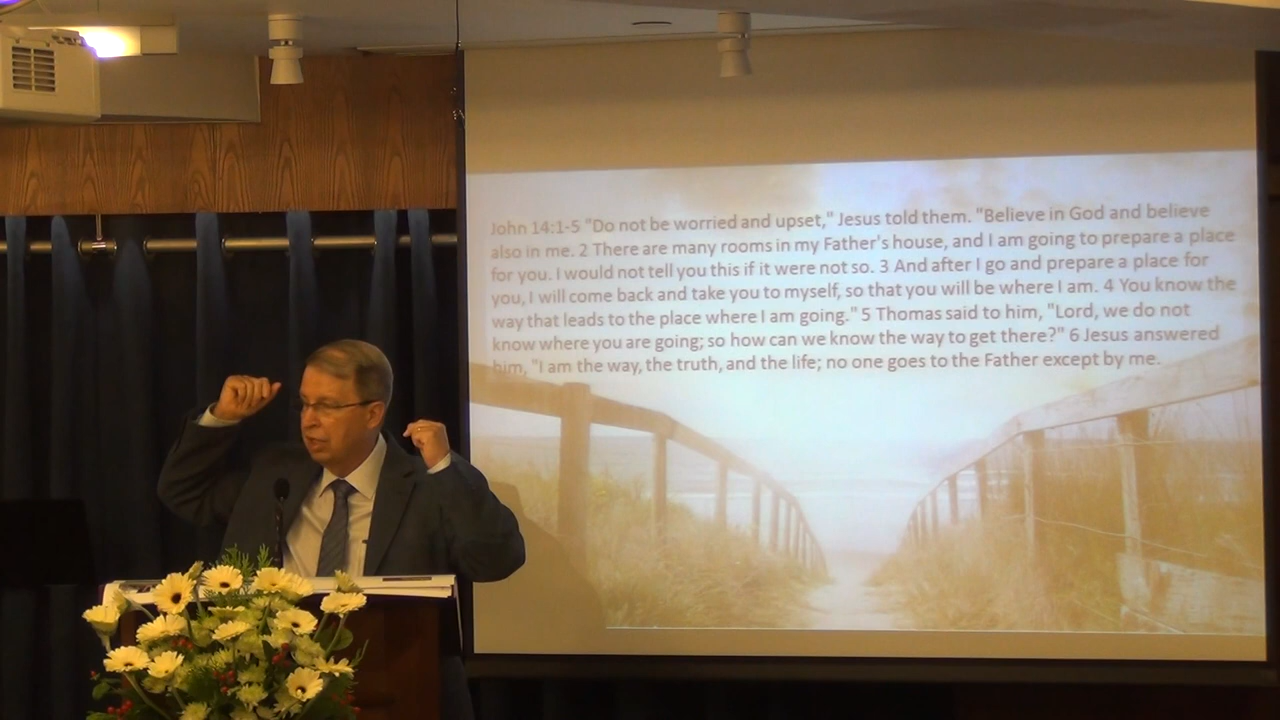 John 14:1-5 "Do not be worried and upset," Jesus told them. "Believe in God and believe
also in me. 2 There are many rooms in my Father's house, and I am going to prepare a place
for you. I would not tell you this if it were not so. 3 And after I go and prepare a place for
you, I will come back and take you to myself, so that you will be where I am. 4 You know the
way that leads to the place where I am going." 5 Thomas said to him, "Lord, we do not
know where you are going; so how can we know the way to get there?" 6 Jesus answered
him, "I am the way, the truth, and the life; no one goes to the Father except by me.